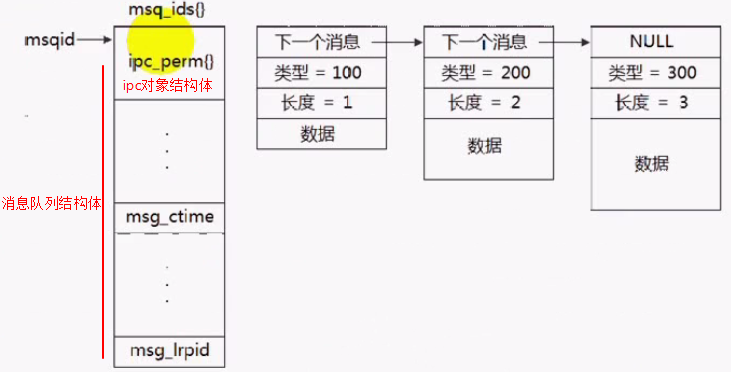 msq_ids{}
msqid
ipc_perm{}
ipc对象结构体
消息队列结构体
msg_ctime
msg_lrpid
下一个消息
类型 = 100
长度 = 1
数据
下一个消息
类型 = 200
长度 = 2
数据
NULL
类型 = 300
长度 = 3
数据